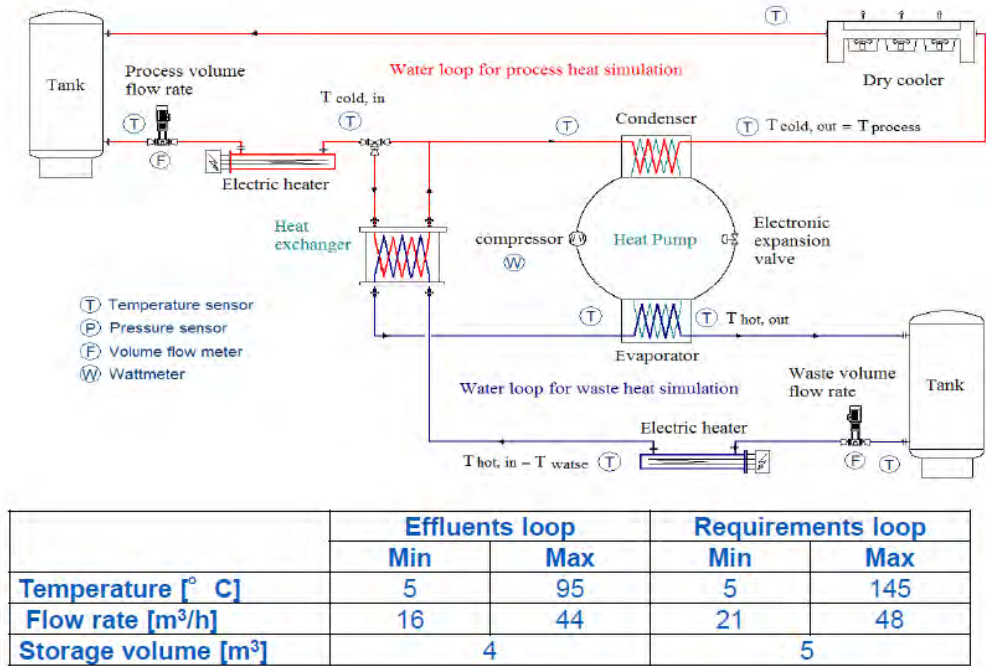 T
Tank
Process volume
flow rate
T
F
Electric heater
T cold, in
T
Water loop for process heat simulation
T
Dry cooler
T
Condenser
T
T cold, out = T process
Heat
exchanger
compressor
W
Heat Pump
Electronic
expansion
valve
T
Evaporator
T
T hot, out
T Temperature sensor
P Pressure sensor
F Volume flow meter
W Wattmeter
Water loop for waste heat simulation
Waste volume
flow rate
Tank
Electric heater
T hot, in – T watse
T
F
T
Effluents loop Requirements loop
Min Max Min Max
Temperature [° C] 5 95 5 145
Flow rate [m³/h] 16 44 21 48
Storage volume [m³] 4 5